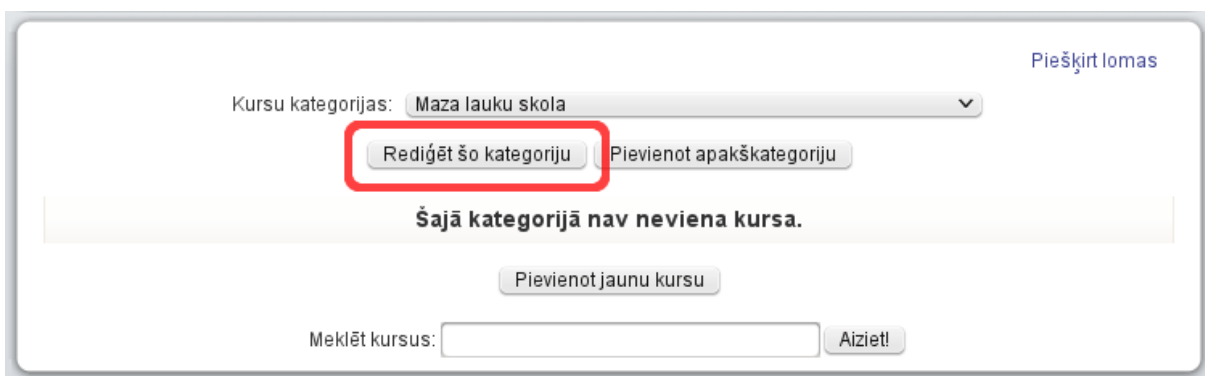 Piešķirt lomas
Kursu kategorijas: Maza lauku skola
Rediģēt šo kategoriju Pievienot apakškategoriju
Šajā kategorijā nav neviena kursa.
Pievienot jaunu kursu
Meklēt kursus: Aiziet!